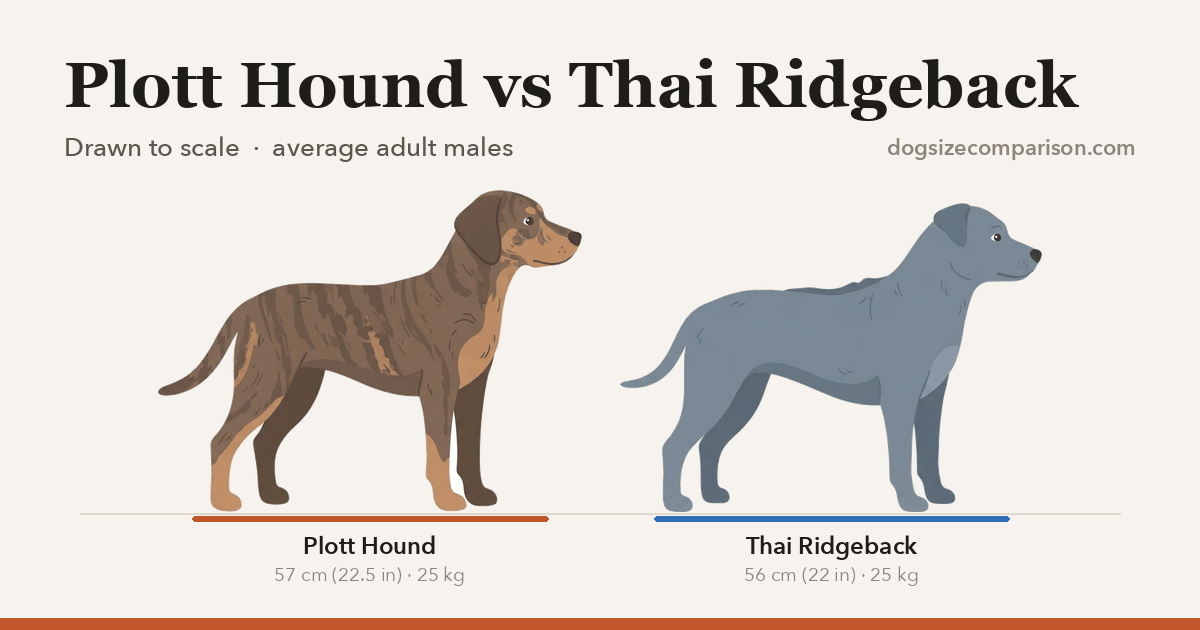 Plott Hound vs Thai Ridgeback
Drawn to scale · average adult males
dogsizecomparison.com
Plott Hound
57 cm (22.5 in) · 25 kg
Thai Ridgeback
56 cm (22 in) · 25 kg